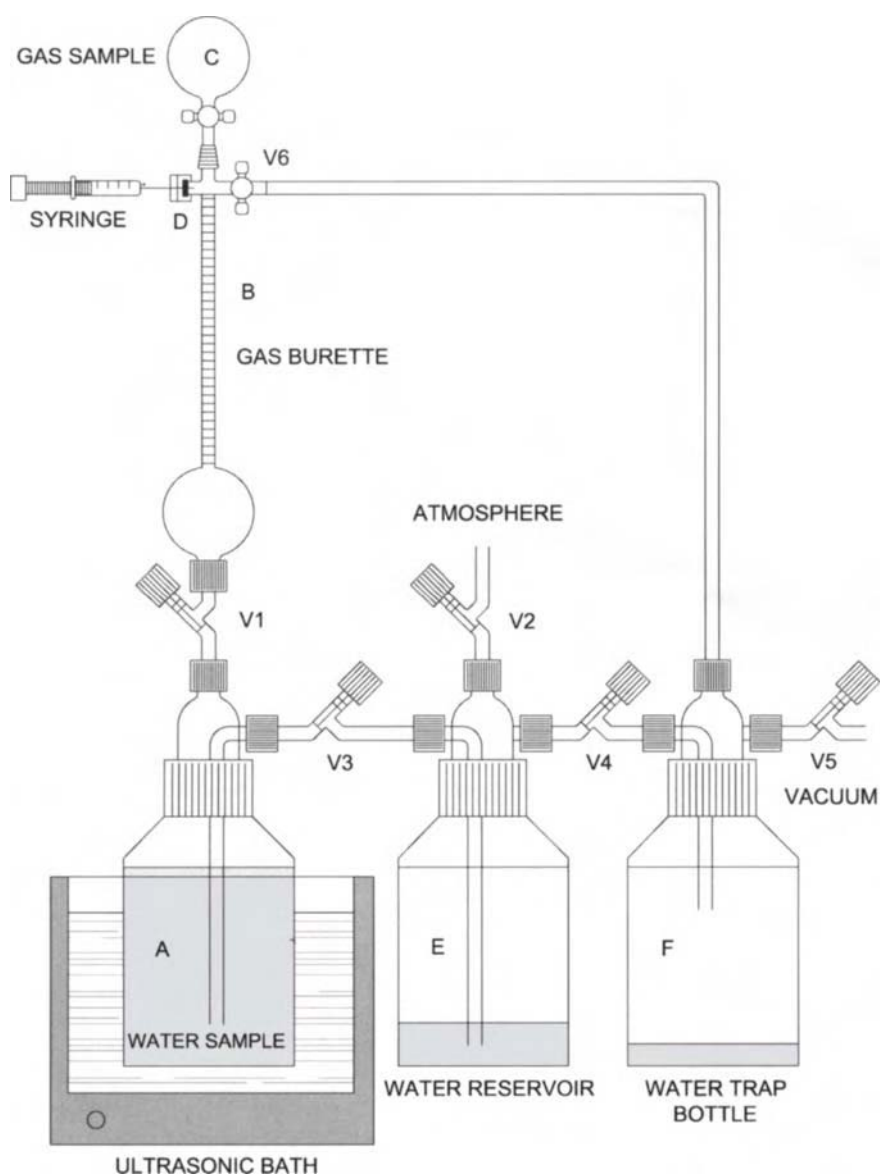 GAS SAMPLE
C
V6
SYRINGE
D
B
GAS BURETTE
ATMOSPHERE
V1
V2
V3
V4
V5
VACUUM
A
E
F
WATER SAMPLE
WATER RESERVOIR
WATER TRAP
BOTTLE
ULTRASONIC BATH